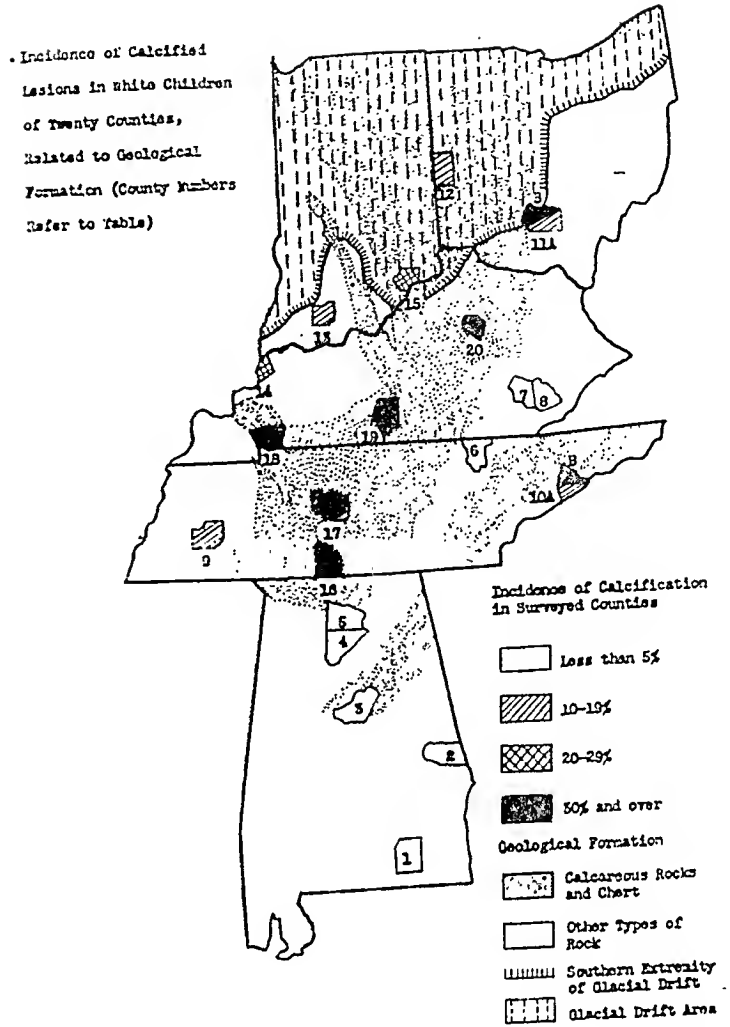 Incidence of Calcified
Lesions in White Children
of Twenty Counties,
Related to Geological
Formation (County Numbers
Refer to Table)
12
B
11A
15
13
20
14
7 8
19
6
18
B
10A
17
9
16
5
4
3
2
1
Incidence of Calcification
in Surveyed Counties
Less than 5%
10-19%
20-29%
30% and over
Geological Formation
Calcareous Rocks
and Chert
Other Types of
Rock
Southern Extremity
of Glacial Drift
Glacial Drift Area